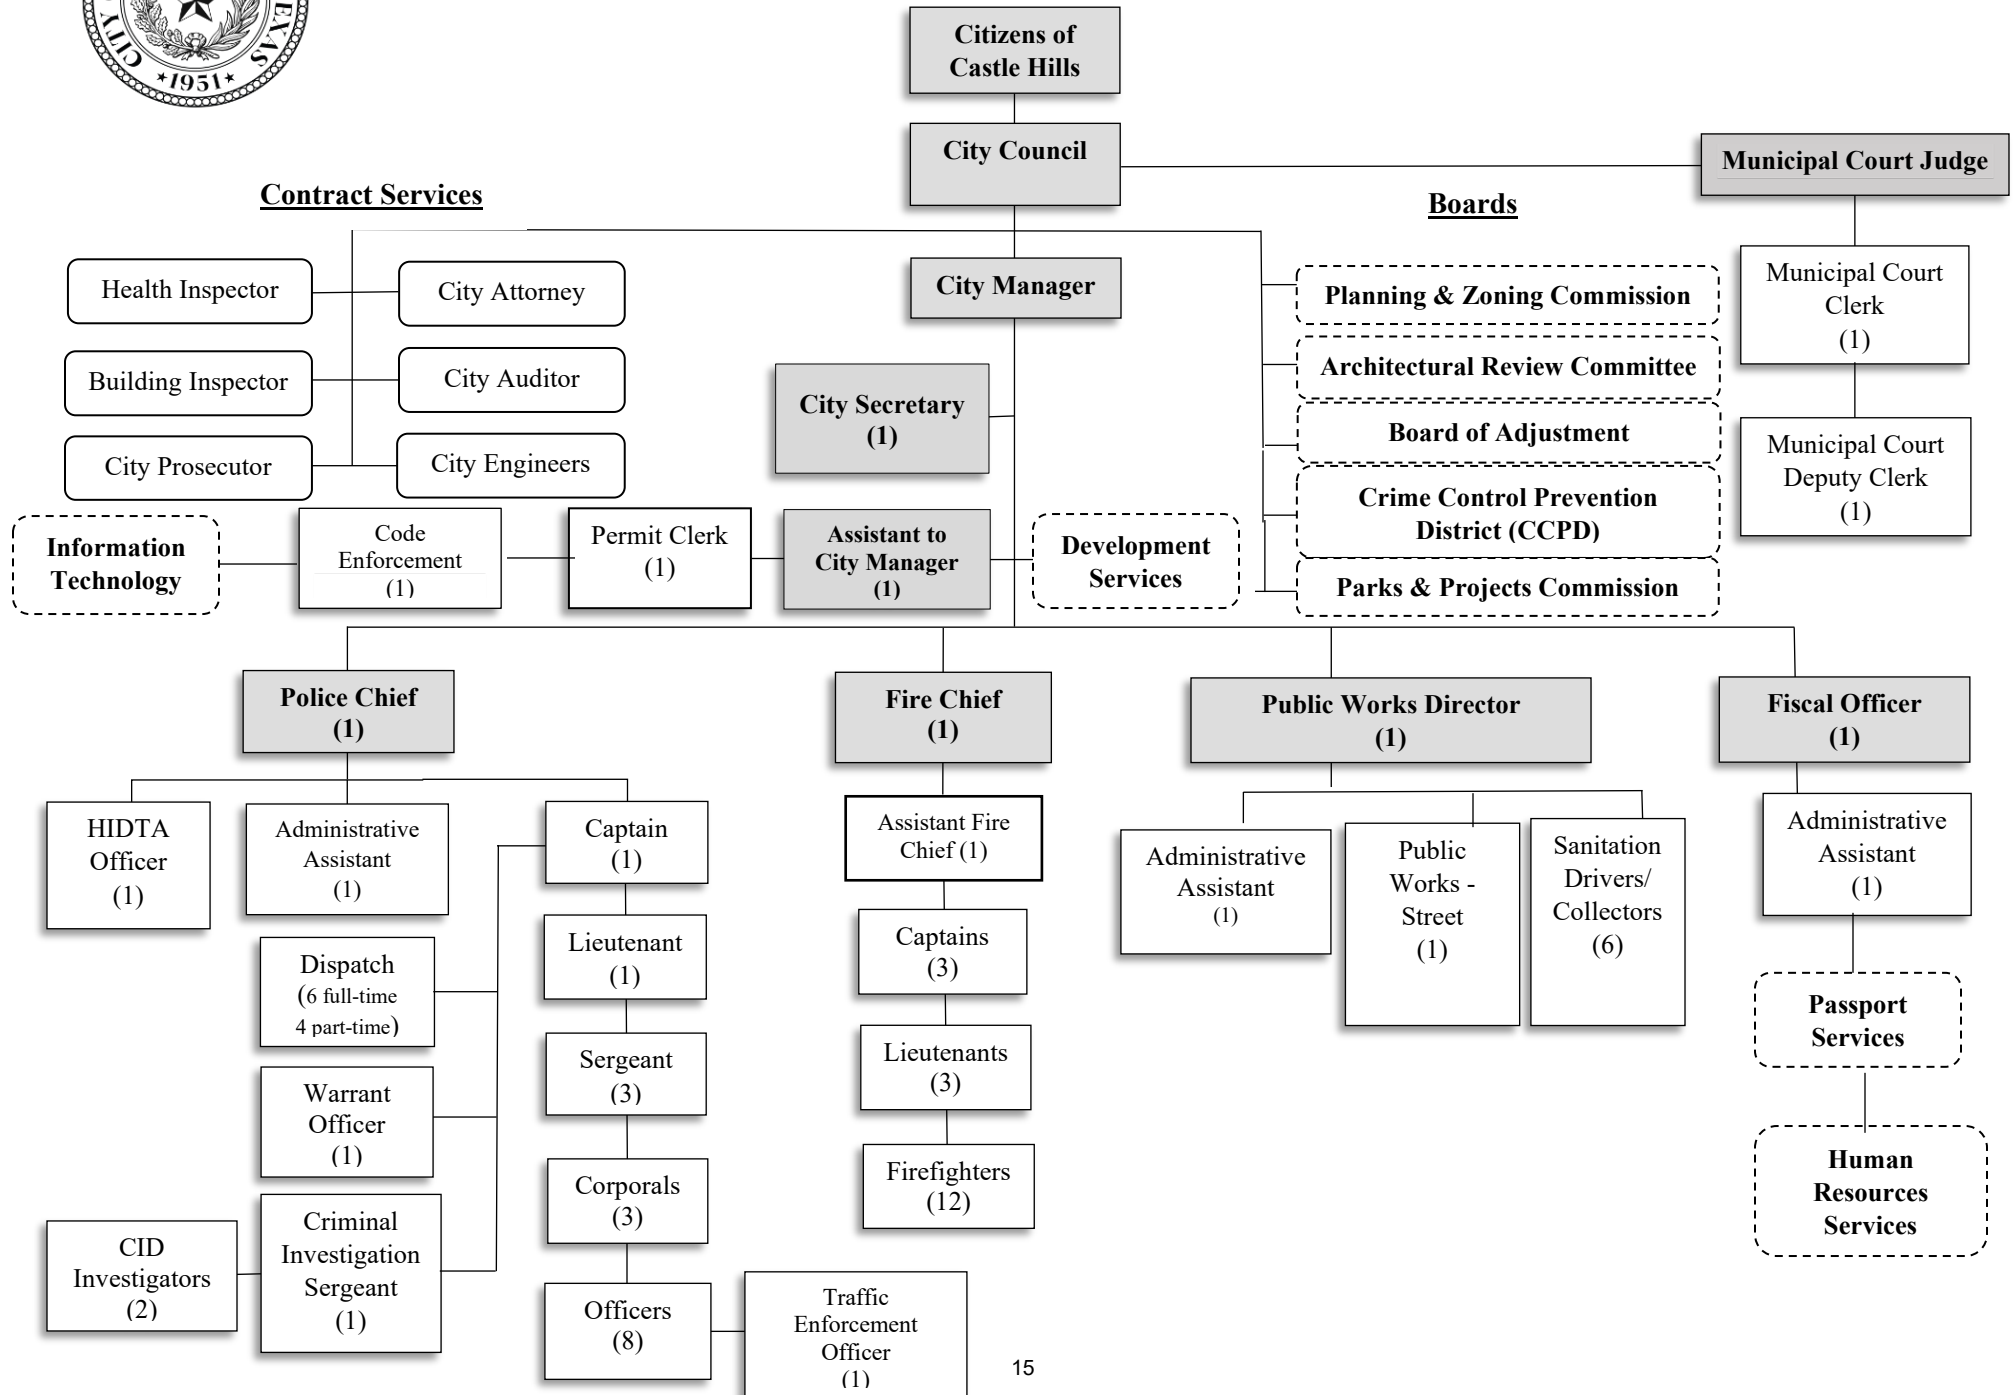 CITY
EXAS
*1951*
Citizens of
Castle Hills
City Council
Municipal Court Judge
Contract Services
Boards
Health Inspector
City Attorney
Building Inspector
City Auditor
City Prosecutor
City Engineers
City Manager
Planning & Zoning Commission
Architectural Review Committee
Board of Adjustment
Crime Control Prevention
District (CCPD)
Parks & Projects Commission
Municipal Court
Clerk
(1)
Municipal Court
Deputy Clerk
(1)
City Secretary
(1)
Information
Technology
Code
Enforcement
(1)
Permit Clerk
(1)
Assistant to
City Manager
(1)
Development
Services
Police Chief
(1)
Fire Chief
(1)
Public Works Director
(1)
Fiscal Officer
(1)
HIDTA
Officer
(1)
Administrative
Assistant
(1)
Captain
(1)
Dispatch
(6 full-time
4 part-time)
Lieutenant
(1)
Warrant
Officer
(1)
Sergeant
(3)
CID
Investigators
(2)
Criminal
Investigation
Sergeant
(1)
Corporals
(3)
Officers
(8)
Traffic
Enforcement
Officer
(1)
Assistant Fire
Chief (1)
Captains
(3)
Lieutenants
(3)
Firefighters
(12)
Administrative
Assistant
(1)
Public
Works -
Street
(1)
Sanitation
Drivers/
Collectors
(6)
Administrative
Assistant
(1)
Passport
Services
Human
Resources
Services
15